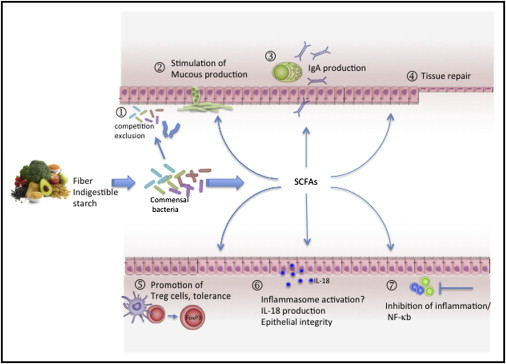 ② Stimulation of
Mucous production
③
IgA production
④ Tissue repair
①
competition
exclusion
Fiber
Indigestible
starch
Commensal
bacteria
SCFAs
⑤ Promotion of
Treg cells, tolerance
FoxP3
⑥ IL-18
Inflammasome activation?
IL-18 production
Epithelial integrity
⑦
Inhibition of inflammation/
NF-κb